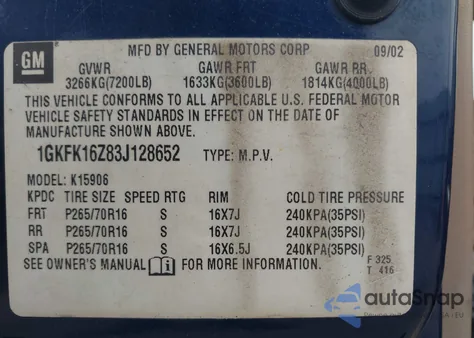 GM
MFD BY GENERAL MOTORS CORP 09/02
GVWR GAWR FRT GAWR RR
3266KG(7200LB) 1633KG(3600LB) 1814KG(4000LB)
THIS VEHICLE CONFORMS TO ALL APPLICABLE U.S. FEDERAL MOTOR
VEHICLE SAFETY STANDARDS IN EFFECT ON THE DATE OF
MANUFACTURE SHOWN ABOVE.
1GKFK16Z83J128652 TYPE: M.P.V.
MODEL: K15906
KPDC TIRE SIZE SPEED RTG RIM COLD TIRE PRESSURE
FRT P265/70R16 S 16X7J 240KPA(35PSI)
RR P265/70R16 S 16X7J 240KPA(35PSI)
SPA P265/70R16 S 16X6.5J 240KPA(35PSI)
SEE OWNER'S MANUAL FOR MORE INFORMATION.
F 325
T 416
autoSnap